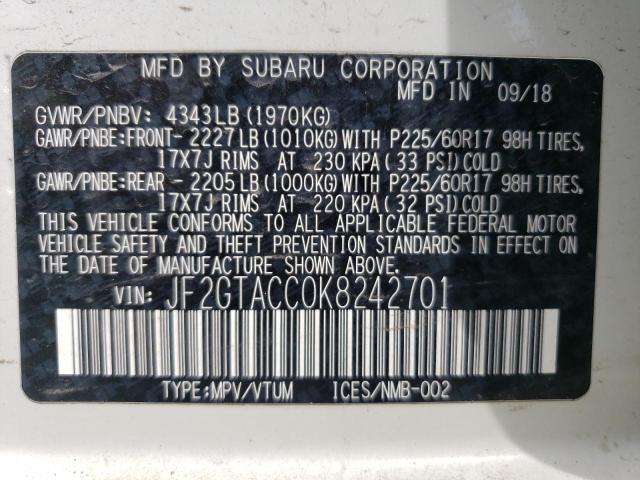 MFD BY SUBARU CORPORATION
MFD IN 09/18
GVWR/PNBV: 4343LB (1970KG)
GAWR/PNBE:FRONT- 2227LB (1010KG) WITH P225/60R17 98H TIRES,
17X7J RIMS AT 230 KPA (33 PSI) COLD
GAWR/PNBE:REAR - 2205LB (1000KG) WITH P225/60R17 98H TIRES,
17X7J RIMS AT 220 KPA (32 PSI) COLD
THIS VEHICLE CONFORMS TO ALL APPLICABLE FEDERAL MOTOR
VEHICLE SAFETY AND THEFT PREVENTION STANDARDS IN EFFECT ON
THE DATE OF MANUFACTURE SHOWN ABOVE.
VIN: JF2GTACC0K8242701
TYPE:MPV/VTUM ICES/NMB-002